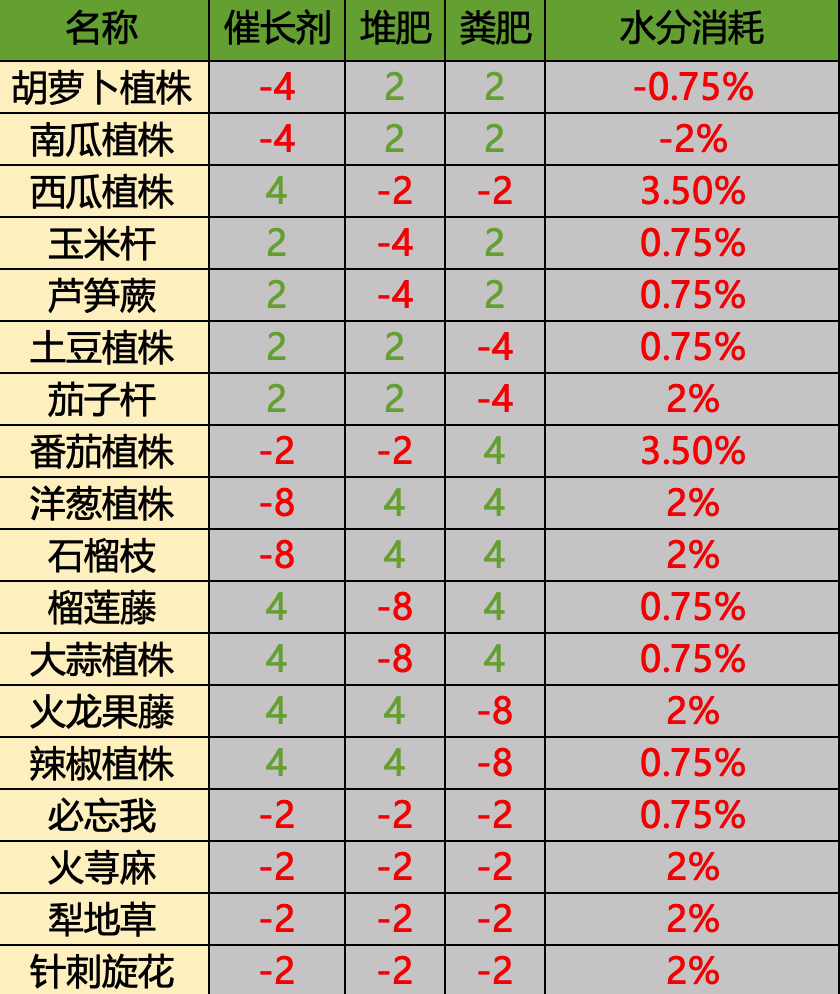 名称 催长剂 堆肥 粪肥 水分消耗
胡萝卜植株 -4 2 2 -0.75%
南瓜植株 -4 2 2 -2%
西瓜植株 4 -2 -2 3.50%
玉米杆 2 -4 2 0.75%
芦笋蕨 2 -4 2 0.75%
土豆植株 2 2 -4 0.75%
茄子杆 2 2 -4 2%
番茄植株 -2 -2 4 3.50%
洋葱植株 -8 4 4 2%
石榴枝 -8 4 4 2%
榴莲藤 4 -8 4 0.75%
大蒜植株 4 -8 4 0.75%
火龙果藤 4 4 -8 2%
辣椒植株 4 4 -8 0.75%
必忘我 -2 -2 -2 0.75%
火荨麻 -2 -2 -2 2%
犁地草 -2 -2 -2 2%
针刺旋花 -2 -2 -2 2%